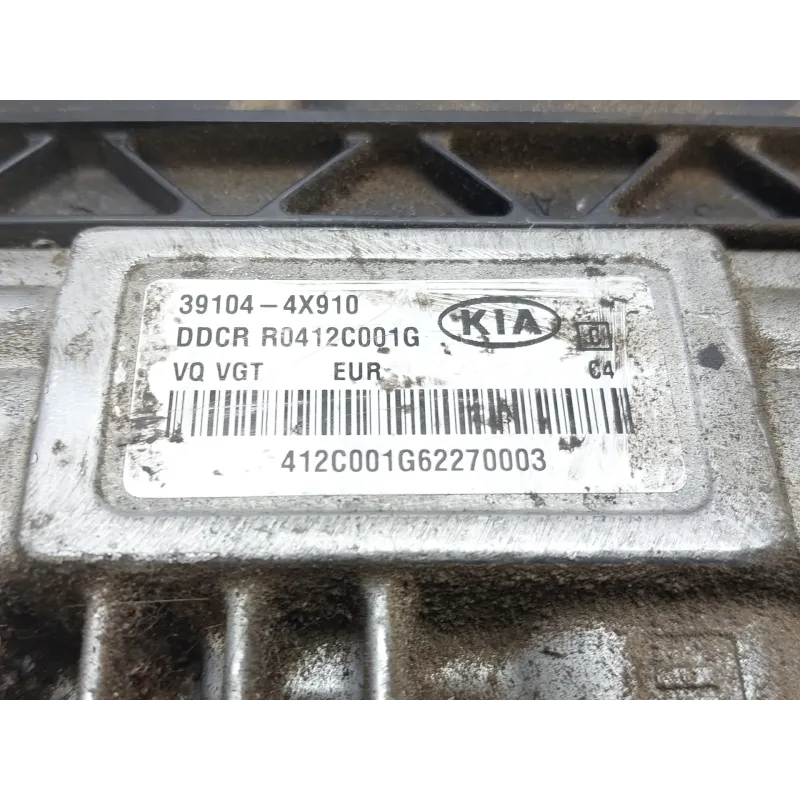 39104-4X910
KIA
DDCR R0412C001G
VQ VGT EUR C4
412C001G62270003